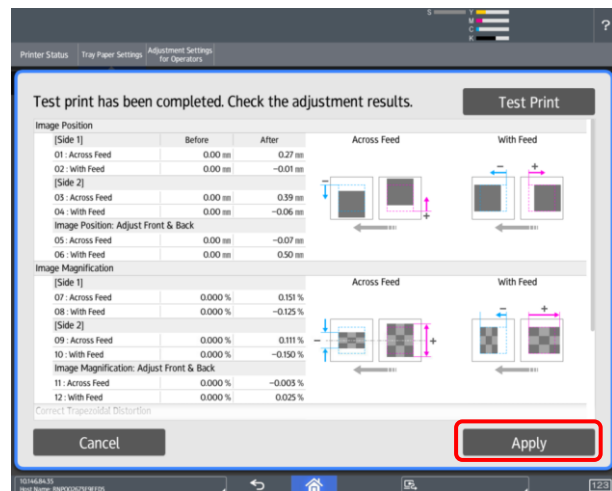 S
Y
M
C
K
?
Printer Status Tray Paper Settings Adjustment Settings for Operators
Test print has been completed. Check the adjustment results. Test Print
Image Position
[Side 1] Before After Across Feed With Feed
01 : Across Feed 0.00 mm 0.27 mm
02 : With Feed 0.00 mm −0.01 mm
[Side 2]
03 : Across Feed 0.00 mm 0.39 mm
04 : With Feed 0.00 mm −0.06 mm
Image Position: Adjust Front & Back
05 : Across Feed 0.00 mm −0.07 mm
06 : With Feed 0.00 mm 0.50 mm
− + − +
Image Magnification
[Side 1] Across Feed With Feed
07 : Across Feed 0.000 % 0.151 %
08 : With Feed 0.000 % −0.125 %
[Side 2]
09 : Across Feed 0.000 % 0.111 %
10 : With Feed 0.000 % −0.150 %
Image Magnification: Adjust Front & Back
11 : Across Feed 0.000 % −0.003 %
12 : With Feed 0.000 % 0.025 %
− + − +
Correct Trapezoidal Distortion
Cancel Apply
10.146.84.35
Host Name:
123